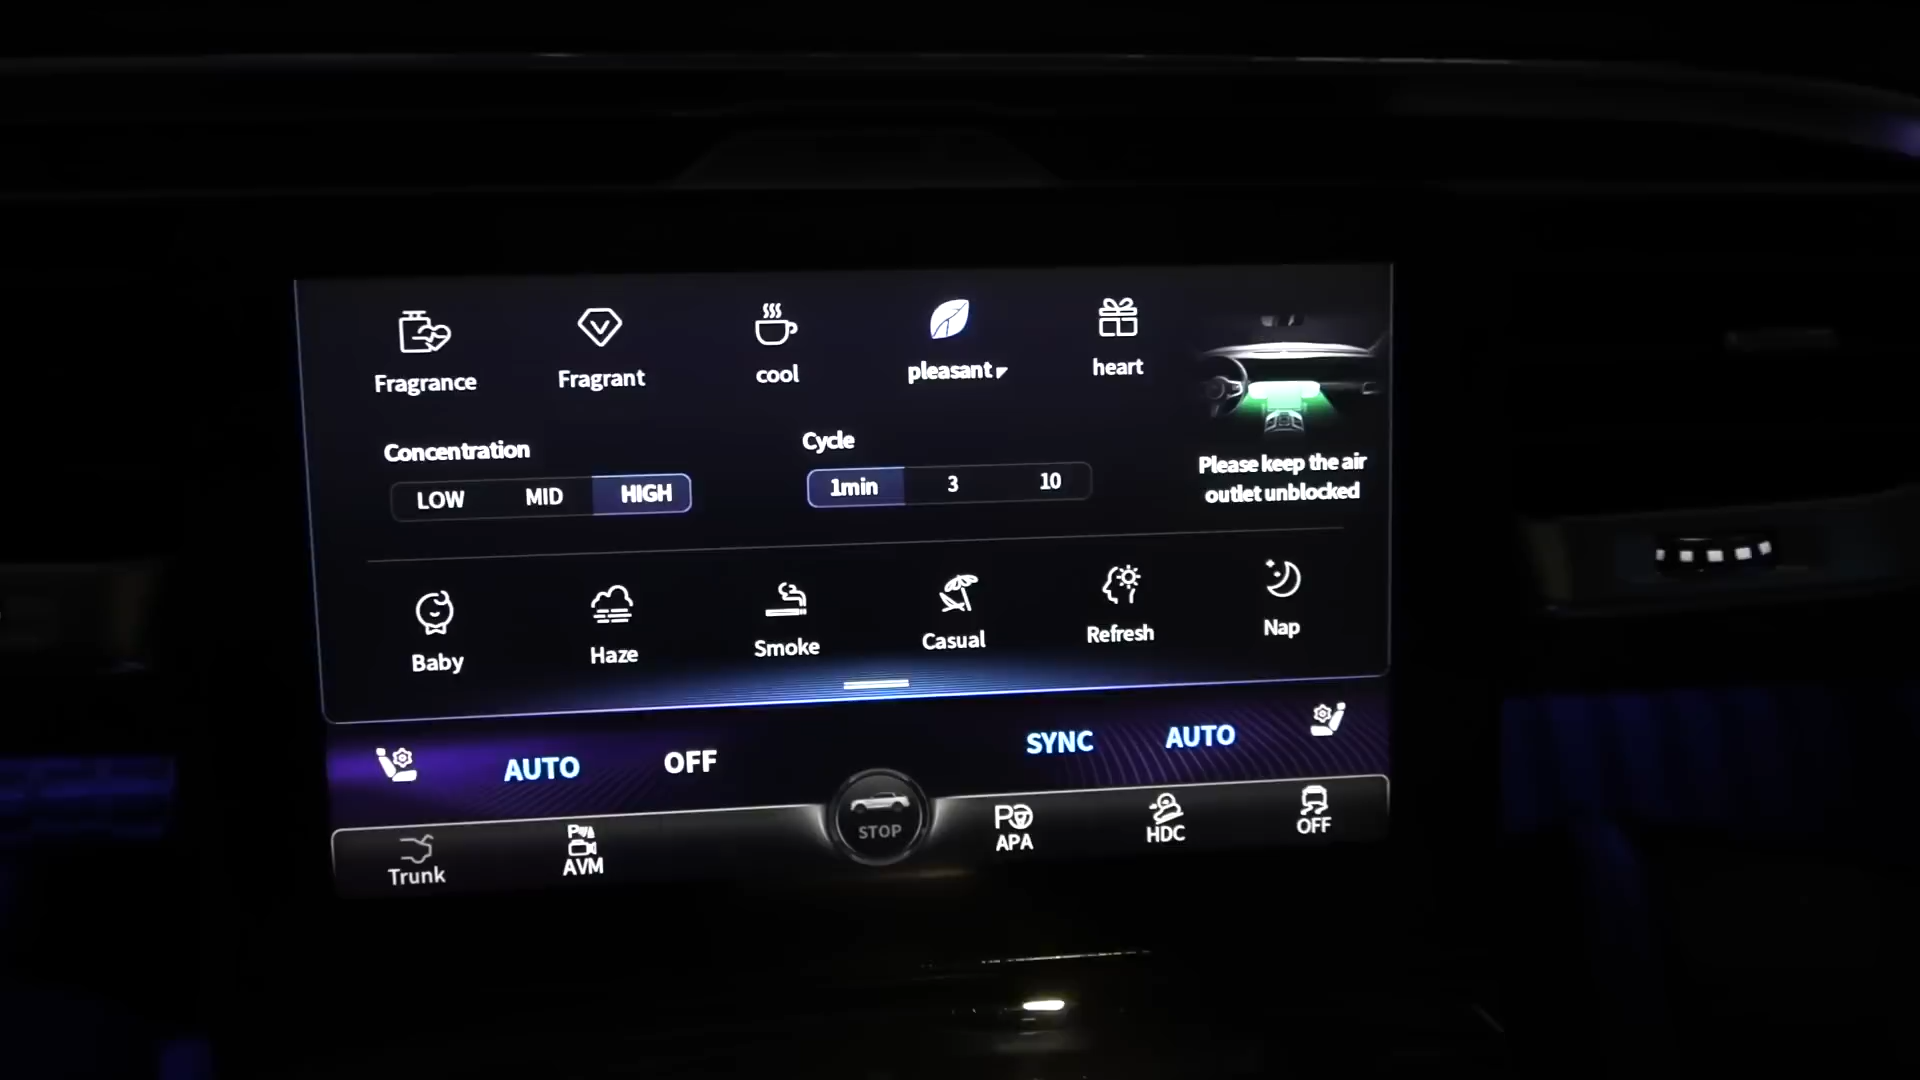 Fragrance
Fragrant
cool
pleasant
heart
Concentration
LOW MID HIGH
Cycle
1min 3 10
Please keep the air
outlet unblocked
Baby
Haze
Smoke
Casual
Refresh
Nap
AUTO
OFF
SYNC
AUTO
Trunk
AVM
STOP
APA
HDC
OFF